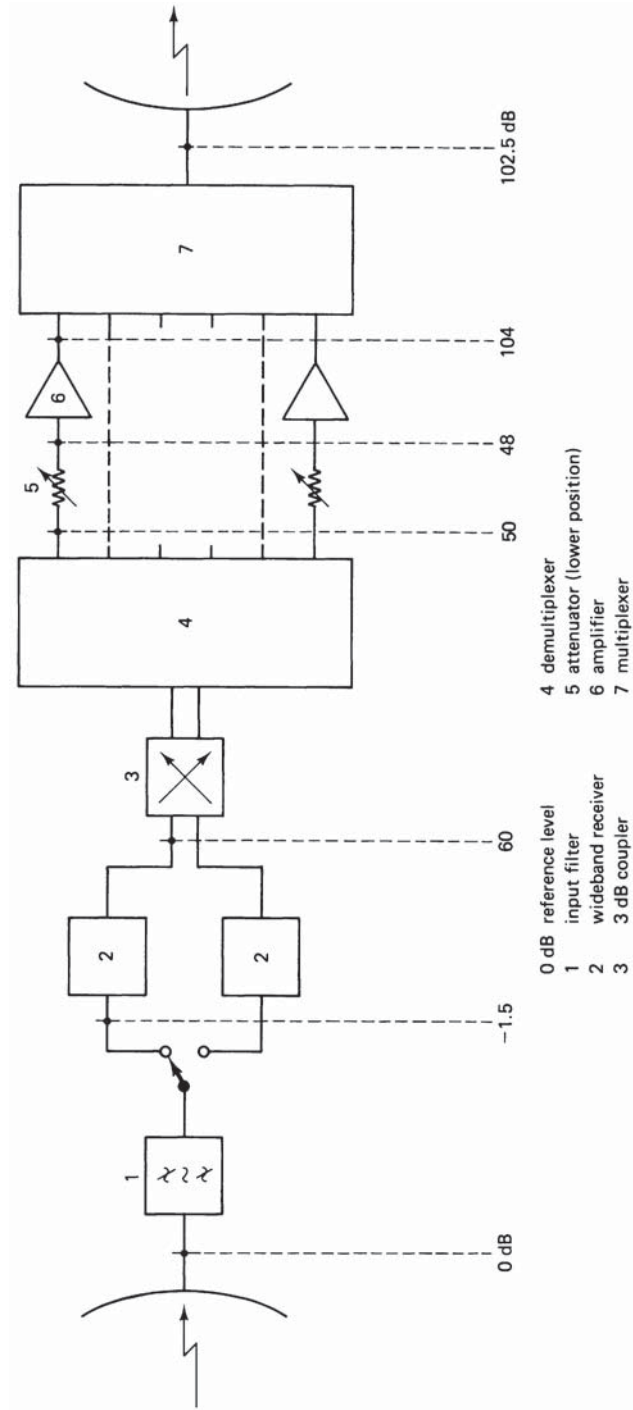 1
2
2
3
4
5
6
7
0 dB
−1.5
60
50
48
104
102.5 dB
0 dB reference level
1 input filter
2 wideband receiver
3 3 dB coupler
4 demultiplexer
5 attenuator (lower position)
6 amplifier
7 multiplexer